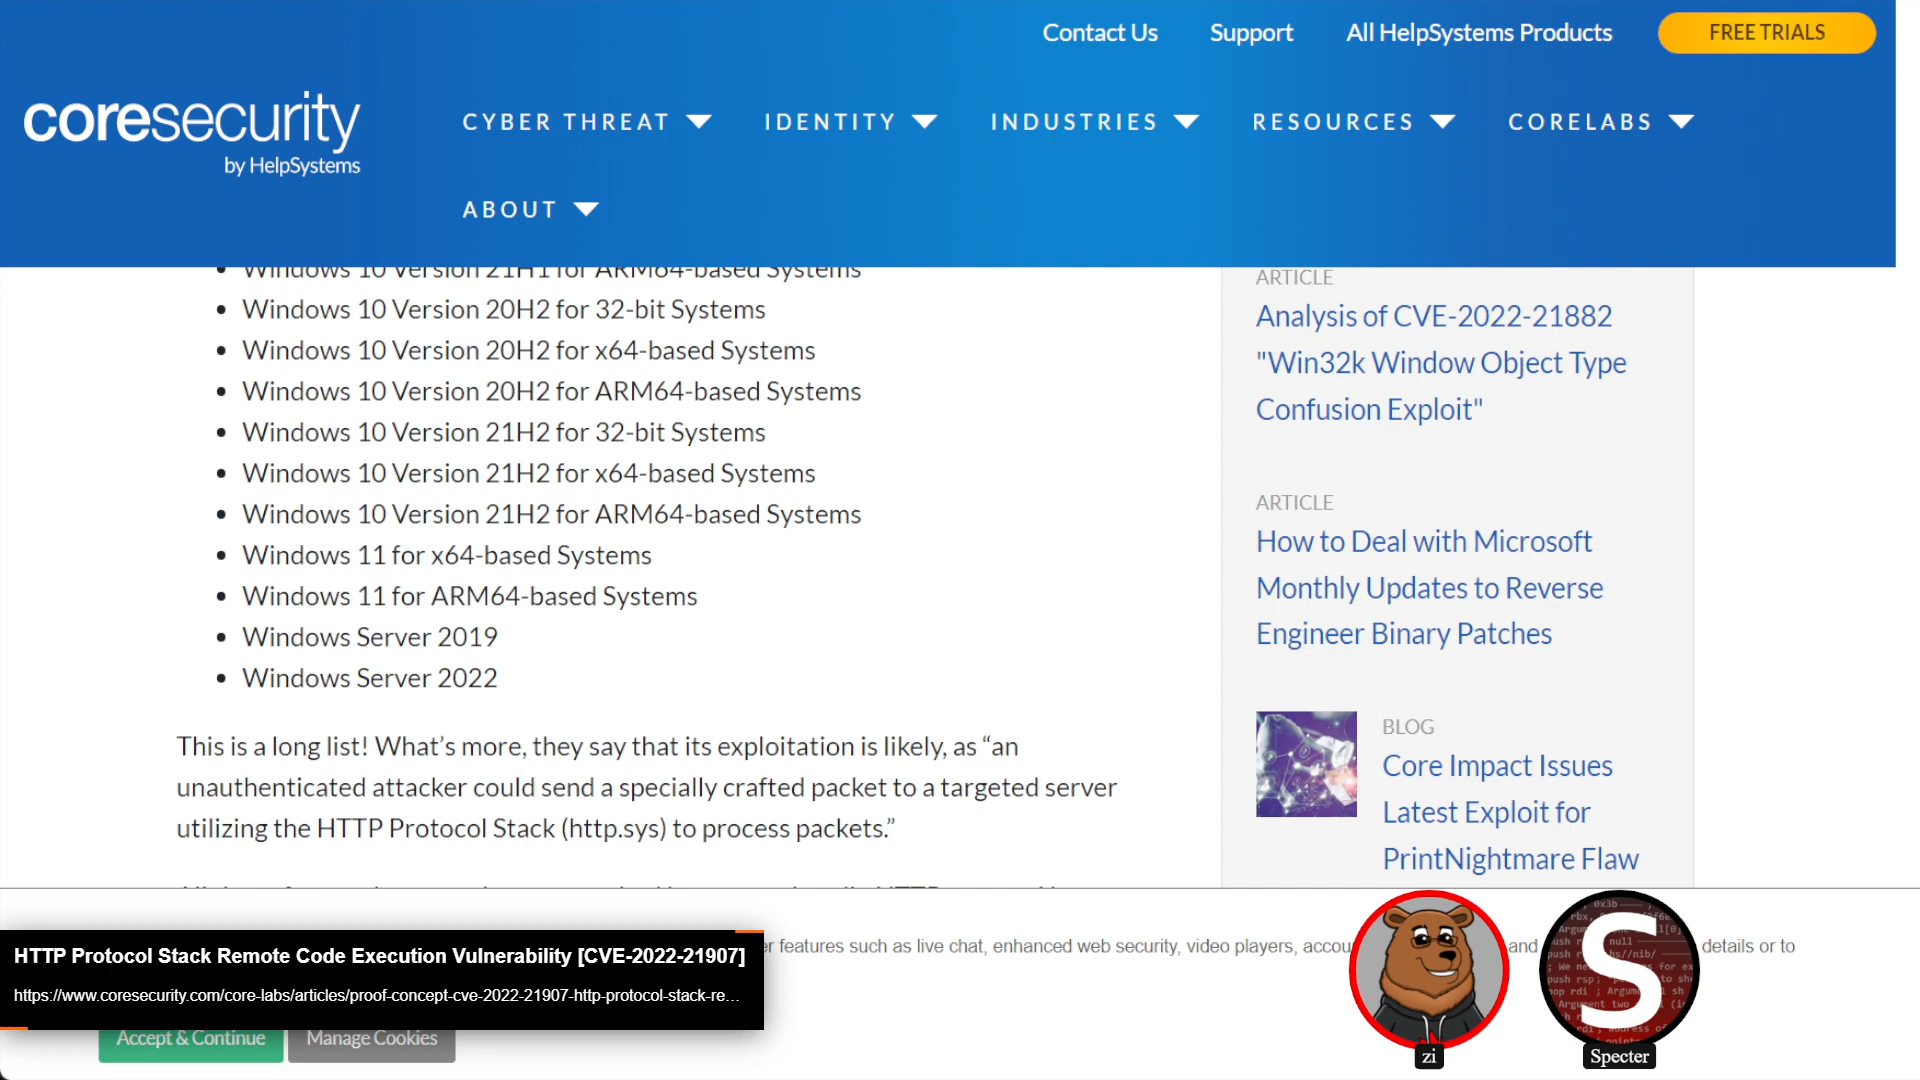 Contact Us
Support
All HelpSystems Products
FREE TRIALS
coresecurity
by HelpSystems
CYBER THREAT
IDENTITY
INDUSTRIES
RESOURCES
CORELABS
ABOUT
Windows 10 Version 21H1 for ARM64-based Systems
Windows 10 Version 20H2 for 32-bit Systems
Windows 10 Version 20H2 for x64-based Systems
Windows 10 Version 20H2 for ARM64-based Systems
Windows 10 Version 21H2 for 32-bit Systems
Windows 10 Version 21H2 for x64-based Systems
Windows 10 Version 21H2 for ARM64-based Systems
Windows 11 for x64-based Systems
Windows 11 for ARM64-based Systems
Windows Server 2019
Windows Server 2022
This is a long list! What’s more, they say that its exploitation is likely, as “an
unauthenticated attacker could send a specially crafted packet to a targeted server
utilizing the HTTP Protocol Stack (http.sys) to process packets.”
ARTICLE
Analysis of CVE-2022-21882
"Win32k Window Object Type
Confusion Exploit"
ARTICLE
How to Deal with Microsoft
Monthly Updates to Reverse
Engineer Binary Patches
BLOG
Core Impact Issues
Latest Exploit for
PrintNightmare Flaw
features such as live chat, enhanced web security, video players,
and
details or to
HTTP Protocol Stack Remote Code Execution Vulnerability [CVE-2022-21907]
https://www.coresecurity.com/core-labs/articles/proof-concept-cve-2022-21907-http-protocol-stack-re...
Accept & Continue
Manage Cookies
zi
S
Specter